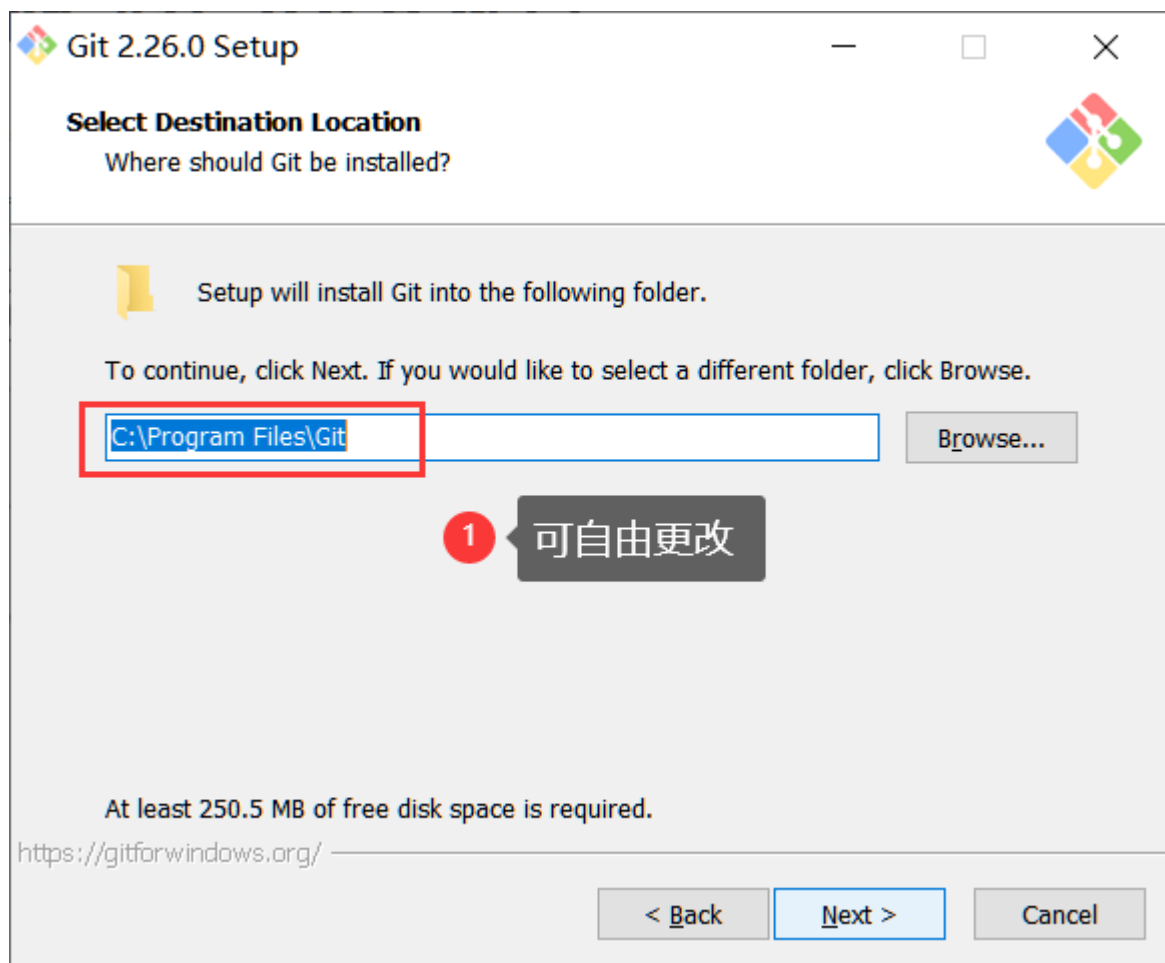 Git 2.26.0 Setup
Select Destination Location
Where should Git be installed?
Setup will install Git into the following folder.
To continue, click Next. If you would like to select a different folder, click Browse.
C:\Program Files\Git
Browse...
1
可自由更改
At least 250.5 MB of free disk space is required.
https://gitforwindows.org/
< Back
Next >
Cancel